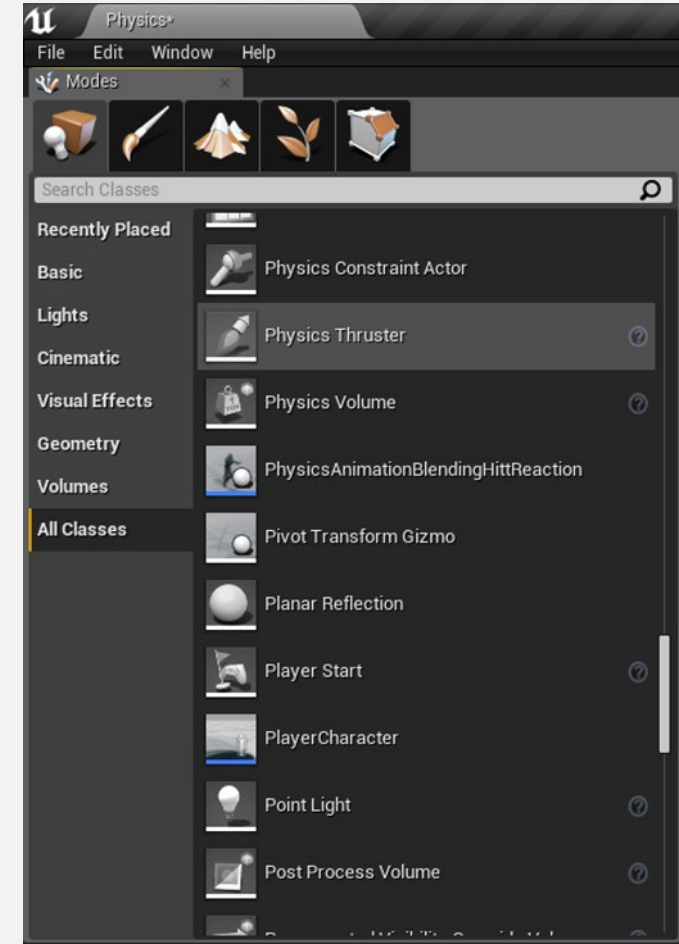 Physics*
File Edit Window Help
Modes
Search Classes
Recently Placed
Basic
Lights
Cinematic
Visual Effects
Geometry
Volumes
All Classes
Physics Constraint Actor
Physics Thruster
Physics Volume
PhysicsAnimationBlendingHittReaction
Pivot Transform Gizmo
Planar Reflection
Player Start
PlayerCharacter
Point Light
Post Process Volume